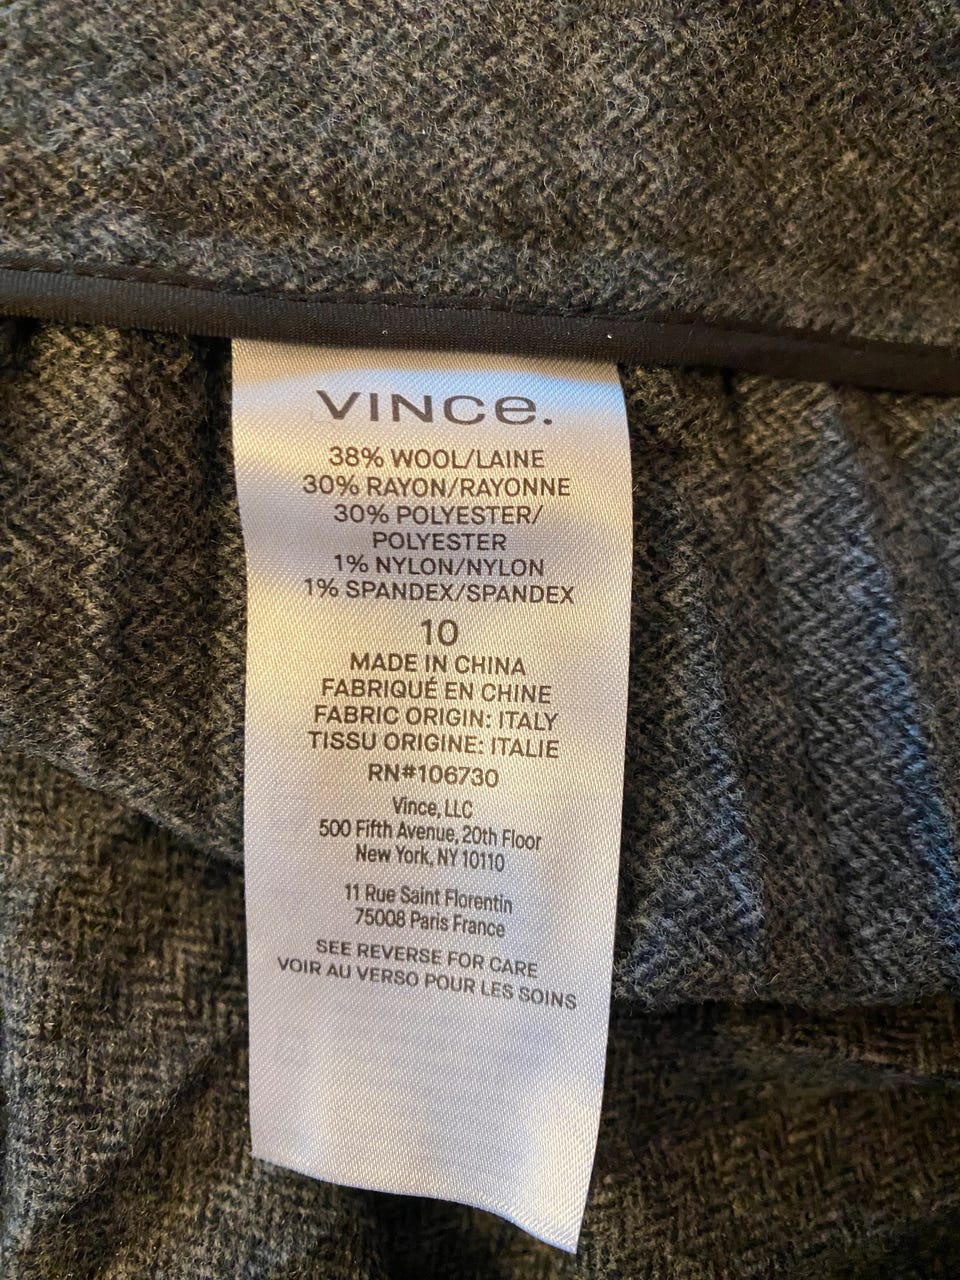 VINCe.
38% WOOL/LAINE
30% RAYON/RAYONNE
30% POLYESTER/
POLYESTER
1% NYLON/NYLON
1% SPANDEX/SPANDEX
10
MADE IN CHINA
FABRIQUÉ EN CHINE
FABRIC ORIGIN: ITALY
TISSU ORIGINE: ITALIE
RN#106730
Vince, LLC
500 Fifth Avenue, 20th Floor
New York, NY 10110
11 Rue Saint Florentin
75008 Paris France
SEE REVERSE FOR CARE
VOIR AU VERSO POUR LES SOINS